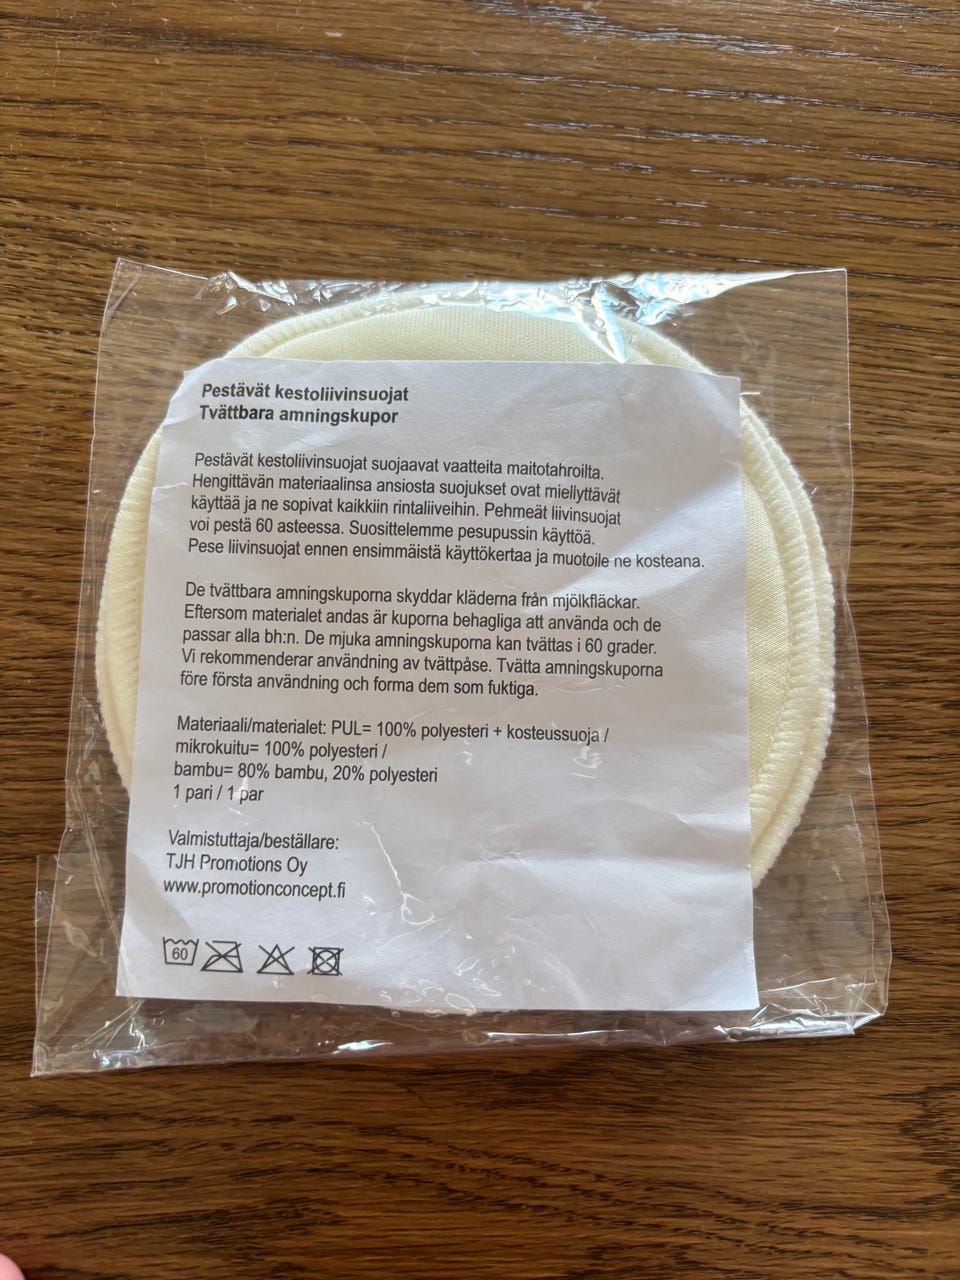 Pestävät kestoliivinsuojat
Tvättbara amningskupor
Pestävät kestoliivinsuojat suojaavat vaatteita maitotahroilta.
Hengittävän materiaalinsa ansiosta suojukset ovat miellyttävät
käyttää ja ne sopivat kaikkiin rintaliiveihin. Pehmeät liivinsuojat
voi pestä 60 asteessa. Suosittelemme pesupussin käyttöä.
Pese liivinsuojat ennen ensimmäistä käyttökertaa ja muotoile ne kosteana.
De tvättbara amningskuporna skyddar kläderna från mjölkfläckar.
Eftersom materialet andas är kuporna behagliga att använda och de
passar alla bh:n. De mjuka amningskuporna kan tvättas i 60 grader.
Vi rekommenderar användning av tvättpåse. Tvätta amningskuporna
före första användning och forma dem som fuktiga.
Materiaali/materialet: PUL= 100% polyesteri + kosteussuoja /
mikrokuitu= 100% polyesteri /
bambu= 80% bambu, 20% polyesteri
1 pari / 1 par
Valmistuttaja/beställare:
TJH Promotions Oy
www.promotionconcept.fi
60